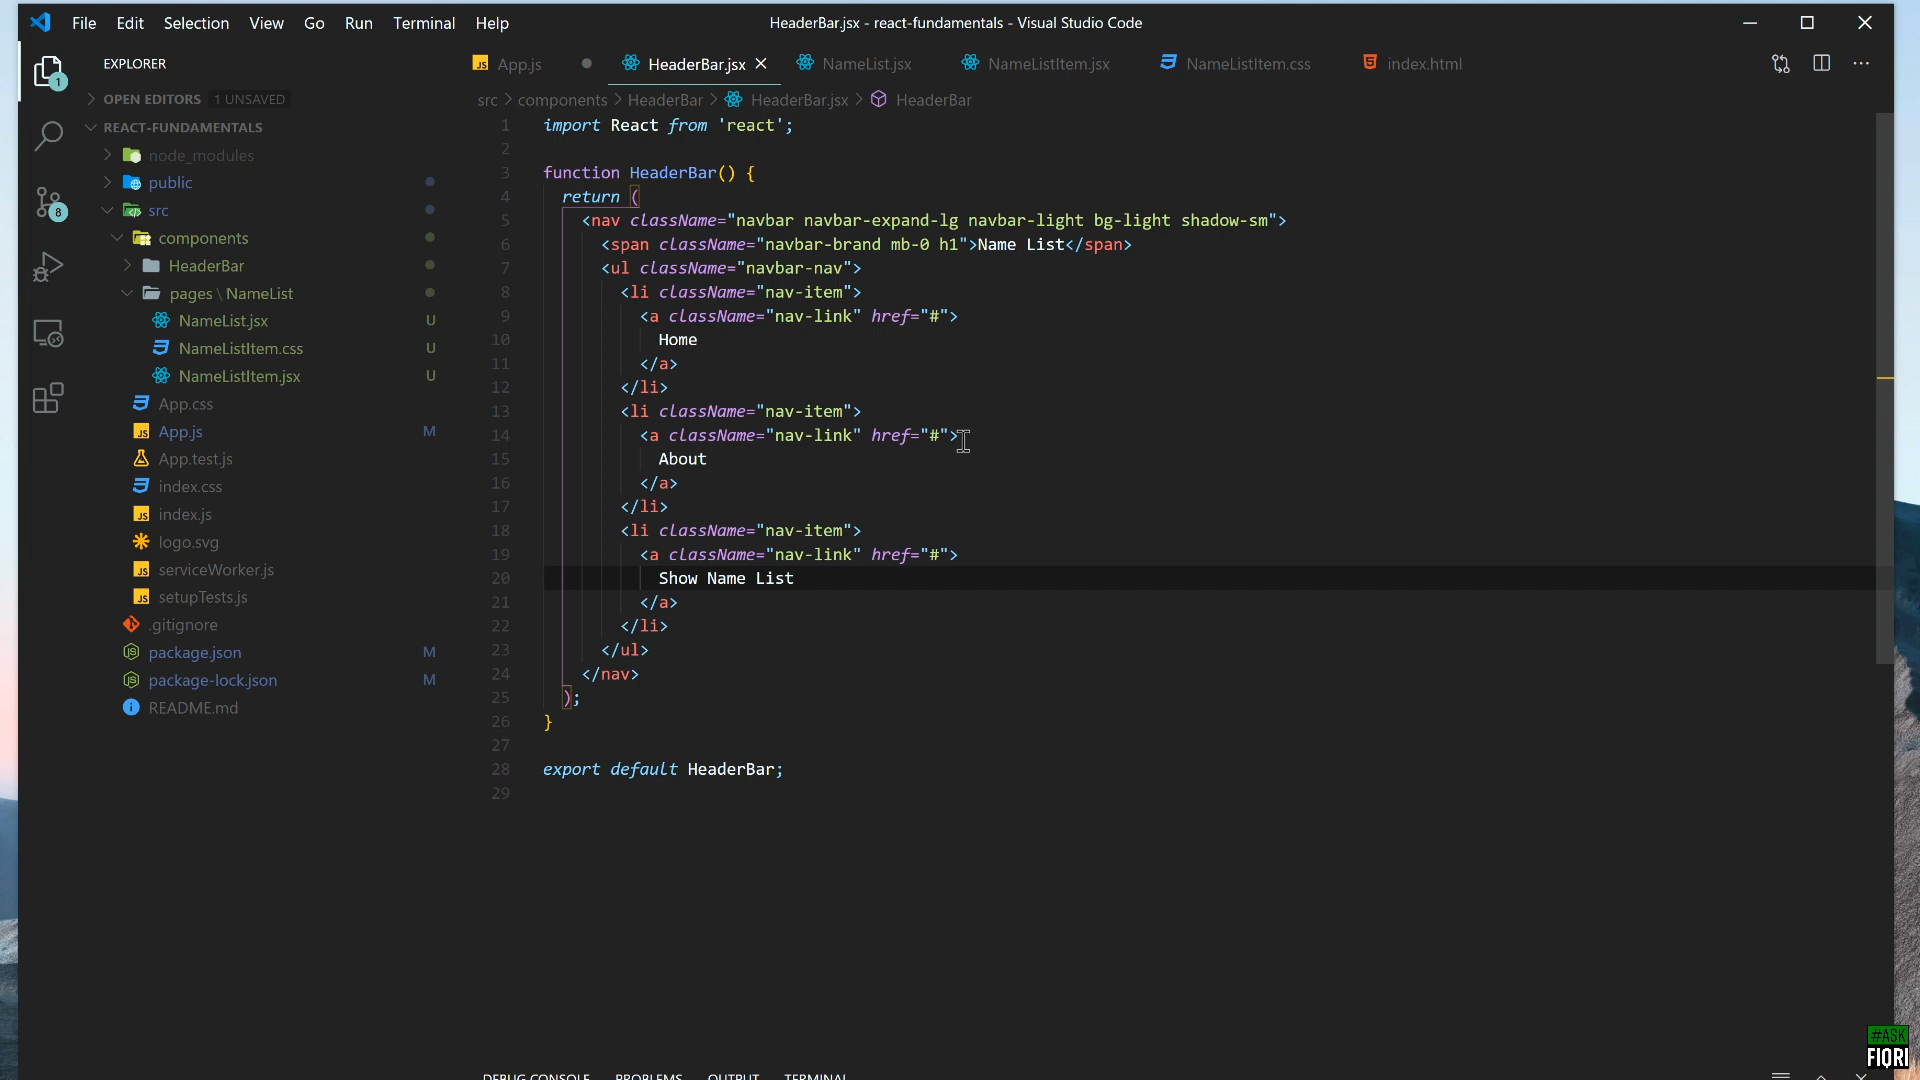 File Edit Selection View Go Run Terminal Help
HeaderBar.jsx - react-fundamentals - Visual Studio Code
EXPLORER
OPEN EDITORS 1 UNSAVED
REACT-FUNDAMENTALS
node_modules
public
src
components
HeaderBar
pages \ NameList
NameList.jsx U
NameListItem.css U
NameListItem.jsx U
App.css
JS App.js M
App.test.js
index.css
JS index.js
logo.svg
JS serviceWorker.js
JS setupTests.js
.gitignore
package.json M
package-lock.json M
README.md
1
8
JS App.js HeaderBar.jsx NameList.jsx NameListItem.jsx NameListItem.css index.html
src > components > HeaderBar > HeaderBar.jsx > HeaderBar
1 import React from 'react';
2
3 function HeaderBar() {
4 return (
5 <nav className="navbar navbar-expand-lg navbar-light bg-light shadow-sm">
6 <span className="navbar-brand mb-0 h1">Name List</span>
7 <ul className="navbar-nav">
8 <li className="nav-item">
9 <a className="nav-link" href="#">
10 Home
11 </a>
12 </li>
13 <li className="nav-item">
14 <a className="nav-link" href="#">
15 About
16 </a>
17 </li>
18 <li className="nav-item">
19 <a className="nav-link" href="#">
20 Show Name List
21 </a>
22 </li>
23 </ul>
24 </nav>
25 );
26 }
27
28 export default HeaderBar;
29
DEBUG CONSOLE PROBLEMS OUTPUT TERMINAL
#ASK
FIORI